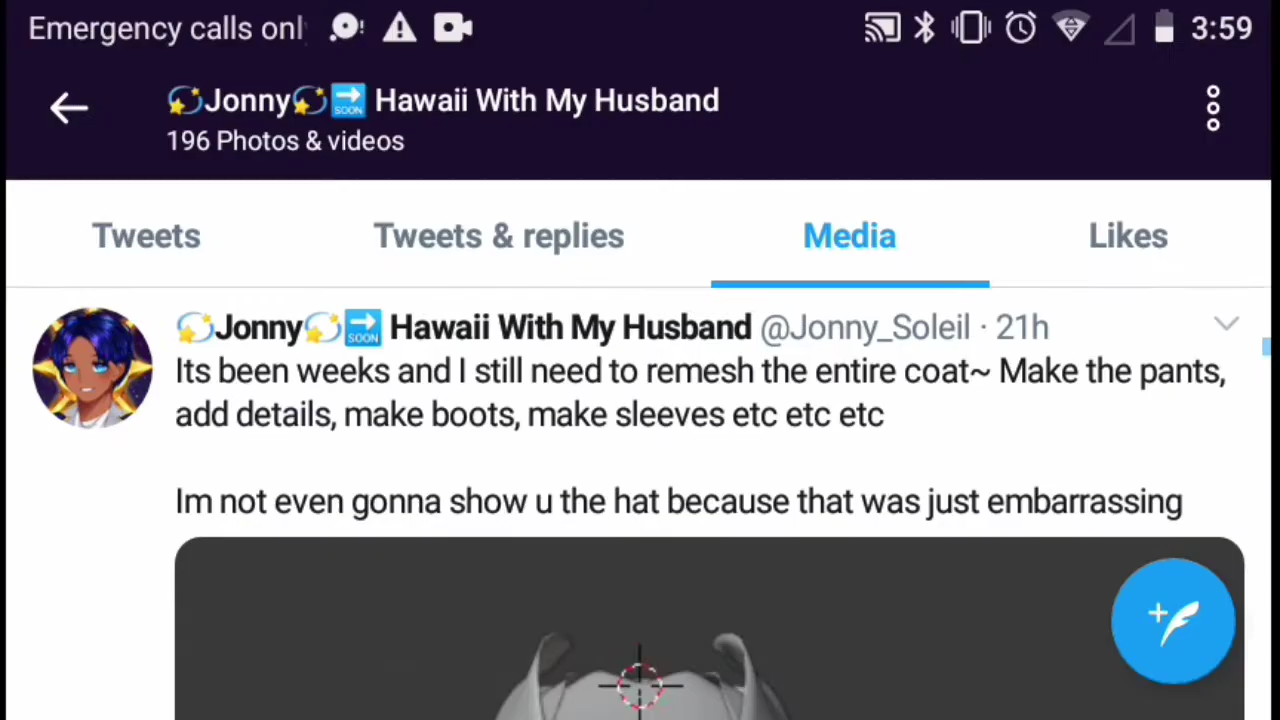 Emergency calls onl 3:59
💫Jonny💫🔜 Hawaii With My Husband
196 Photos & videos
Tweets Tweets & replies Media Likes
💫Jonny💫🔜 Hawaii With My Husband @Jonny_Soleil · 21h
Its been weeks and I still need to remesh the entire coat~ Make the pants,
add details, make boots, make sleeves etc etc etc
Im not even gonna show u the hat because that was just embarrassing